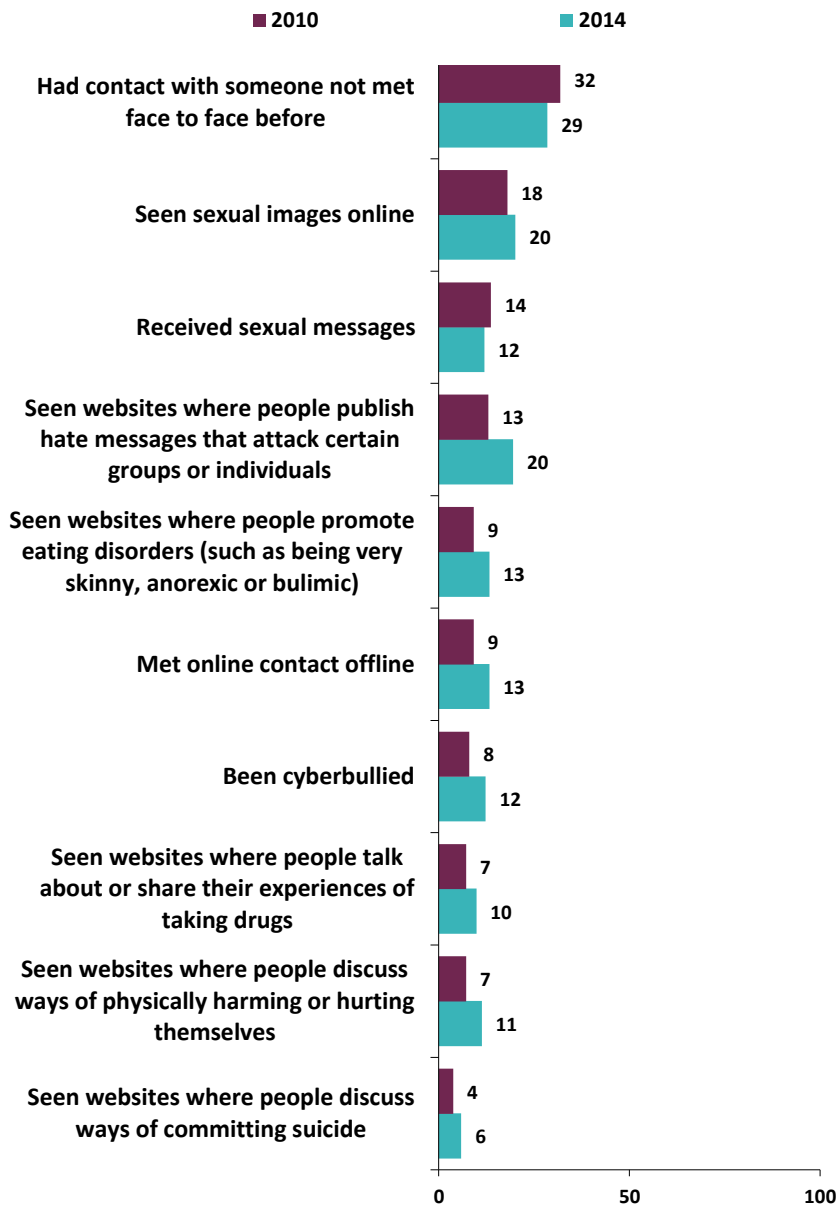 2010 2014
Had contact with someone not met
face to face before
32
29
Seen sexual images online
18
20
Received sexual messages
14
12
Seen websites where people publish
hate messages that attack certain
groups or individuals
13
20
Seen websites where people promote
eating disorders (such as being very
skinny, anorexic or bulimic)
9
13
Met online contact offline
9
13
Been cyberbullied
8
12
Seen websites where people talk
about or share their experiences of
taking drugs
7
10
Seen websites where people discuss
ways of physically harming or hurting
themselves
7
11
Seen websites where people discuss
ways of committing suicide
4
6
0 50 100